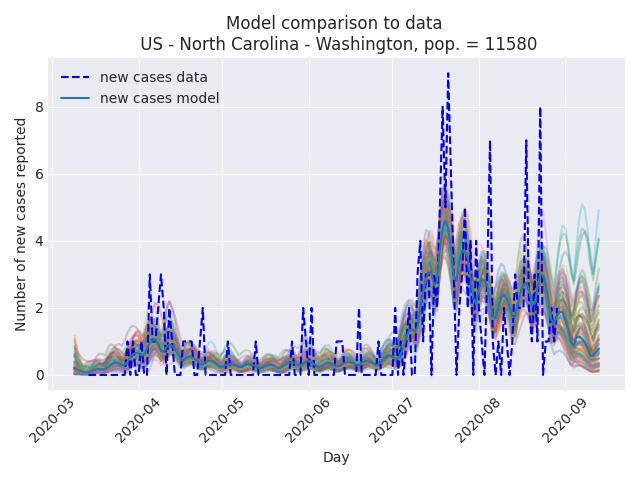 Model comparison to data
US - North Carolina - Washington, pop. = 11580
new cases data
new cases model
Number of new cases reported
8
6
4
2
0
2020-03
2020-04
2020-05
2020-06
2020-07
2020-08
2020-09
Day